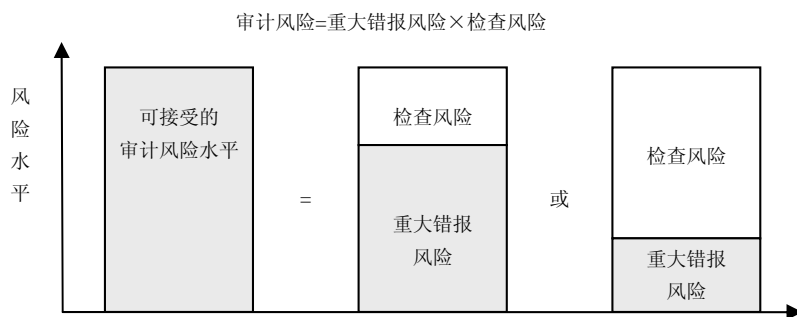 审计风险=重大错报风险×检查风险
风
险
水
平
可接受的
审计风险水平
=
检查风险
重大错报
风险
或
检查风险
重大错报
风险